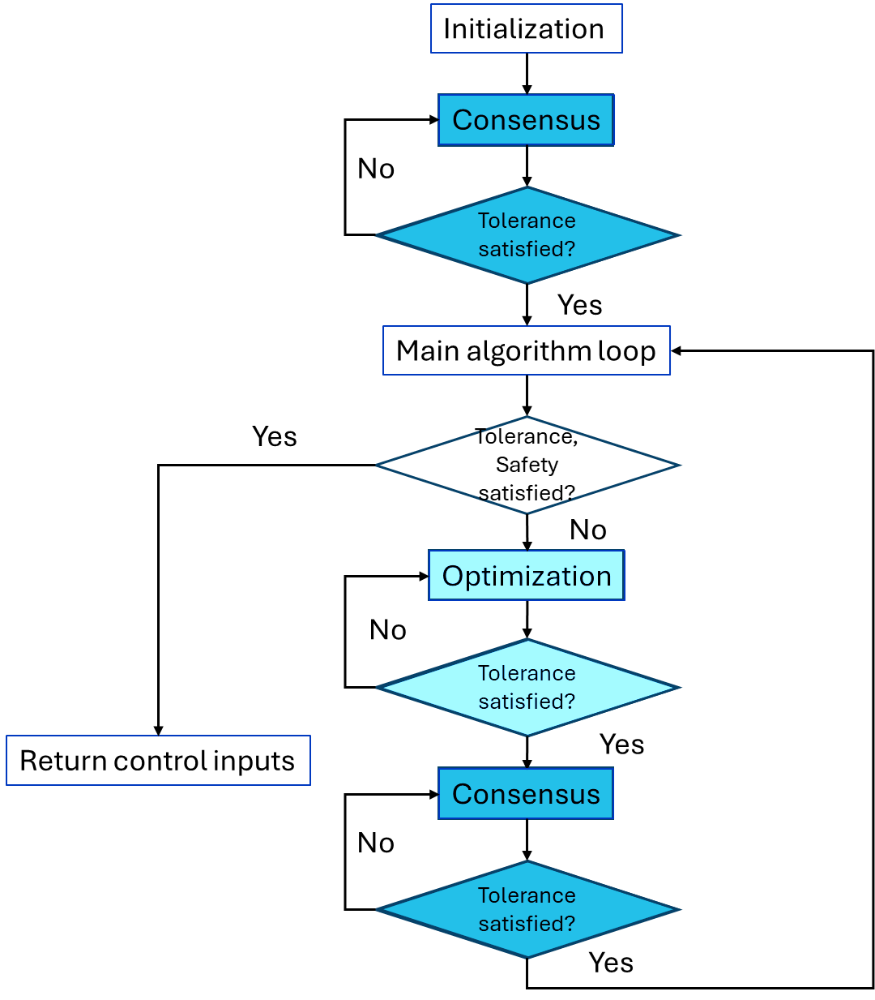 Initialization
Consensus
No
Tolerance
satisfied?
Yes
Main algorithm loop
Yes
Tolerance,
Safety
satisfied?
No
Optimization
No
Tolerance
satisfied?
Yes
Return control inputs
Consensus
No
Tolerance
satisfied?
Yes